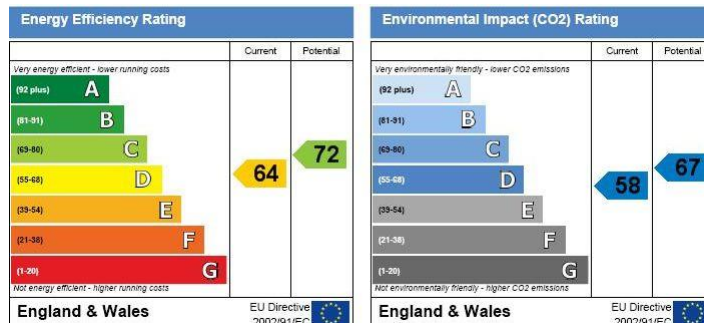 Energy Efficiency Rating
Current Potential
Very energy efficient - lower running costs
(92 plus) A
(81-91) B
(69-80) C
(55-68) D
(39-54) E
(21-38) F
(1-20) G
64
72
Not energy efficient - higher running costs
England & Wales
EU Directive
2002/91/EC
Environmental Impact (CO2) Rating
Current Potential
Very environmentally friendly - lower CO2 emissions
(92 plus) A
(81-91) B
(69-80) C
(55-68) D
(39-54) E
(21-38) F
(1-20) G
58
67
Not environmentally friendly - higher CO2 emissions
England & Wales
EU Directive
2002/91/EC